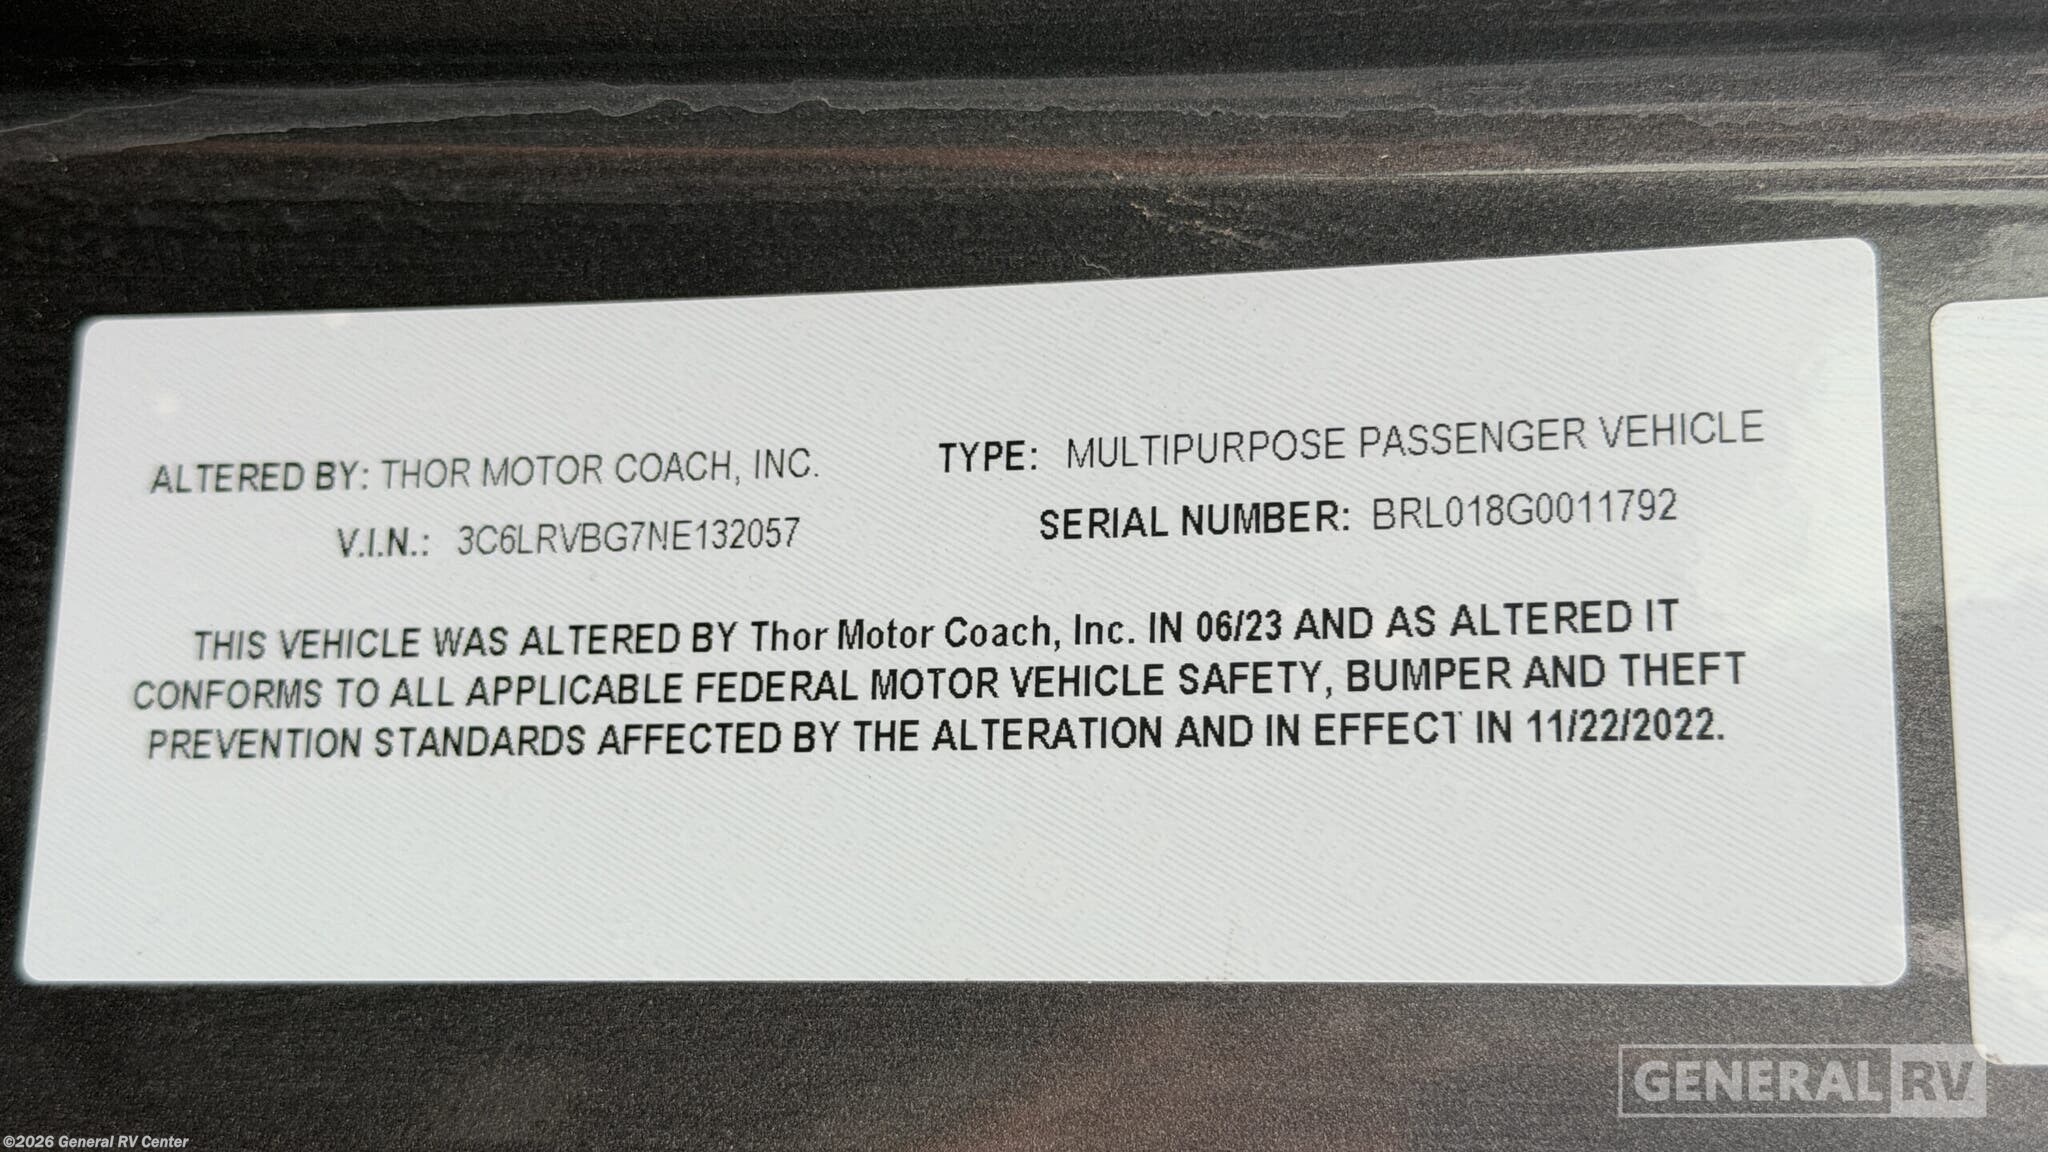 ALTERED BY: THOR MOTOR COACH, INC. TYPE: MULTIPURPOSE PASSENGER VEHICLE
V.I.N.: 3C6LRVBG7NE132057 SERIAL NUMBER: BRL018G0011792
THIS VEHICLE WAS ALTERED BY Thor Motor Coach, Inc. IN 06/23 AND AS ALTERED IT
CONFORMS TO ALL APPLICABLE FEDERAL MOTOR VEHICLE SAFETY, BUMPER AND THEFT
PREVENTION STANDARDS AFFECTED BY THE ALTERATION AND IN EFFECT IN 11/22/2022.
GENERAL RV
©2026 General RV Center